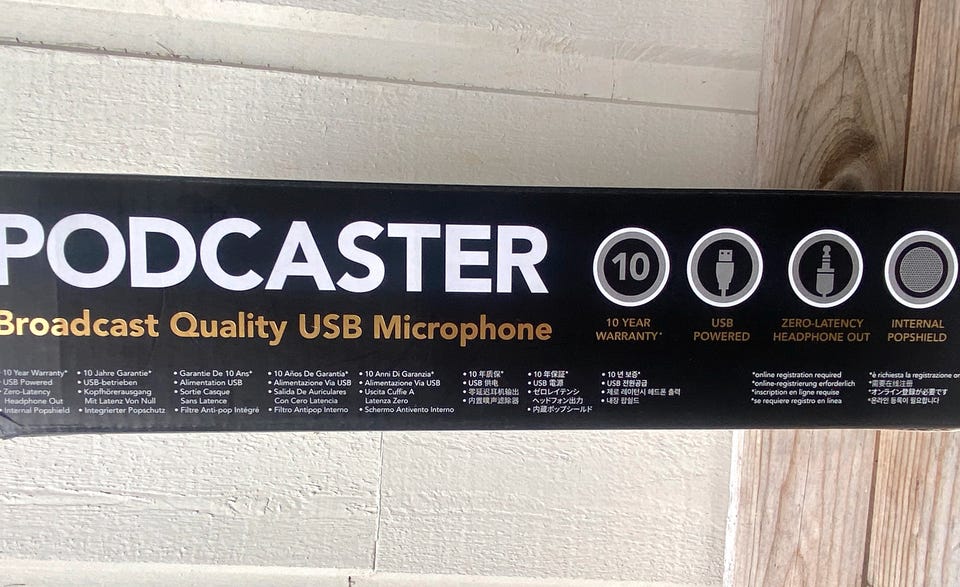 PODCASTER
Broadcast Quality USB Microphone
10
10 YEAR
WARRANTY*
USB
POWERED
ZERO-LATENCY
HEADPHONE OUT
INTERNAL
POPSHIELD
10 Year Warranty*
• USB Powered
Zero-Latency
Headphone Out
Internal Popshield
• 10 Jahre Garantie*
• USB-betrieben
• Kopfhörerausgang
Mit Latenz Von Null
• Integrierter Popschutz
• Garantie De 10 Ans*
• Alimentation USB
• Sortie Casque
Sans Latence
• Filtre Anti-pop Intégré
• 10 Años De Garantía*
• Alimentazione Via USB
• Salida De Auriculares
Con Cero Latencia
• Filtro Antipop Interno
• 10 Anni Di Garanzia*
• Alimentazione Via USB
• Uscita Cuffie A
Latenza Zero
• Schermo Antivento Interno
• 10 年质保*
• USB 供电
• 零延迟耳机输出
• 内置噗声滤除器
• 10 年保証*
• USB 電源
• ゼロレイテンシ
ヘッドフォン出力
• 内蔵ポップシールド
• 10 년 보증*
• USB 전원공급
• 제로 레이턴시 헤드폰 출력
• 내장 팝쉴드
*online registration required
*online-registrierung erforderlich
*inscription en ligne requise
*se requiere registro en línea
*è richiesta la registrazione
*需要在线注册
*オンライン登録が必要です
*온라인 등록이 필요합니다